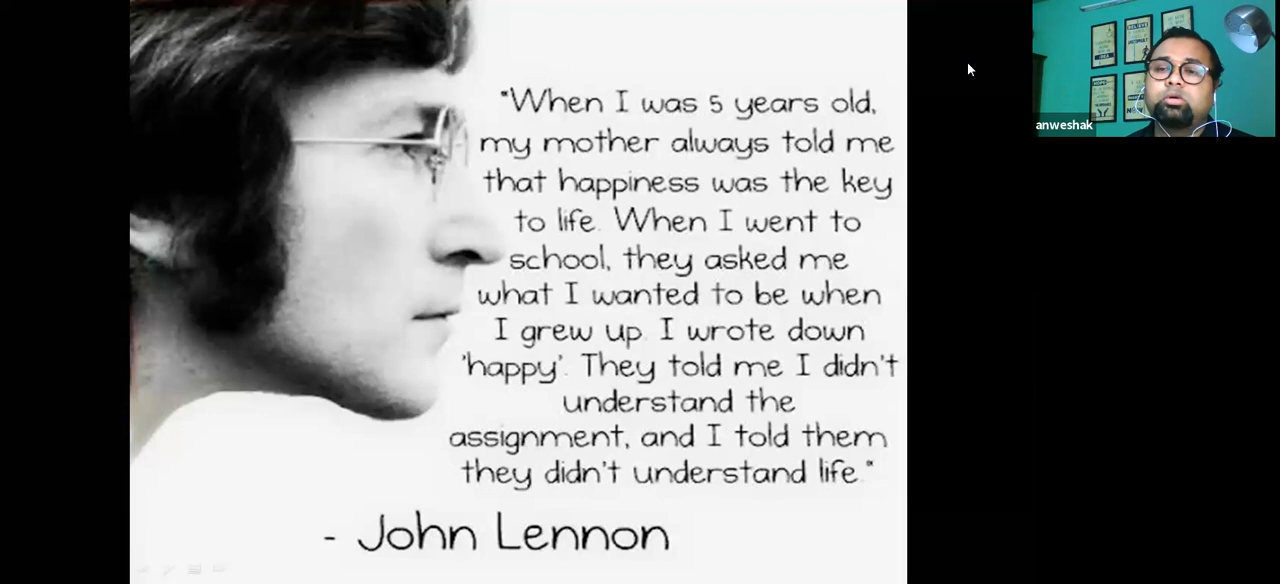 "When I was 5 years old,
my mother always told me
that happiness was the key
to life. When I went to
school, they asked me
what I wanted to be when
I grew up. I wrote down
'happy'. They told me I didn't
understand the
assignment, and I told them
they didn't understand life."
- John Lennon
anweshak
BELIEVE